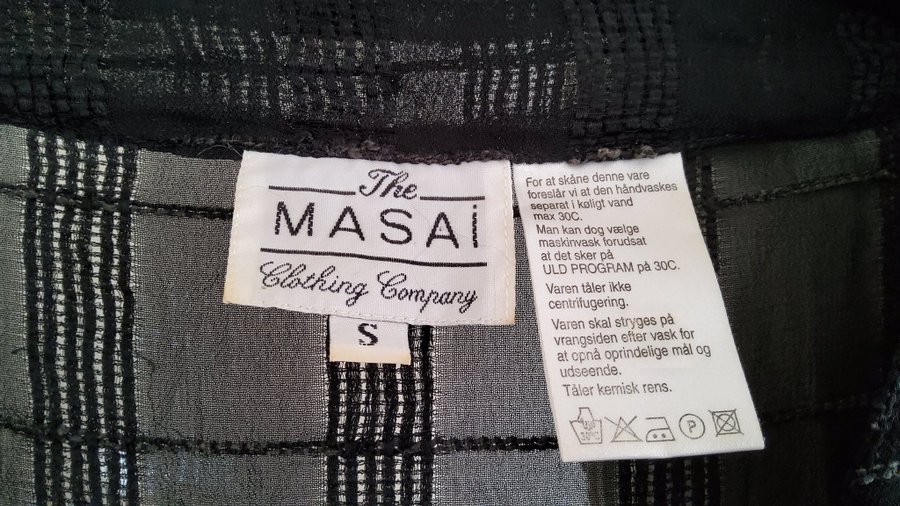 The
MASAi
Clothing Company
S
For at skåne denne vare
foreslår vi at den håndvaskes
separat i køligt vand
max 30C.
Man kan dog vælge
maskinvask forudsat
at det sker på
ULD PROGRAM på 30C.
Varen tåler ikke
centrifugering.
Varen skal stryges på
vrangsiden efter vask for
at opnå oprindelige mål og
udseende.
Tåler kemisk rens.
30°C P